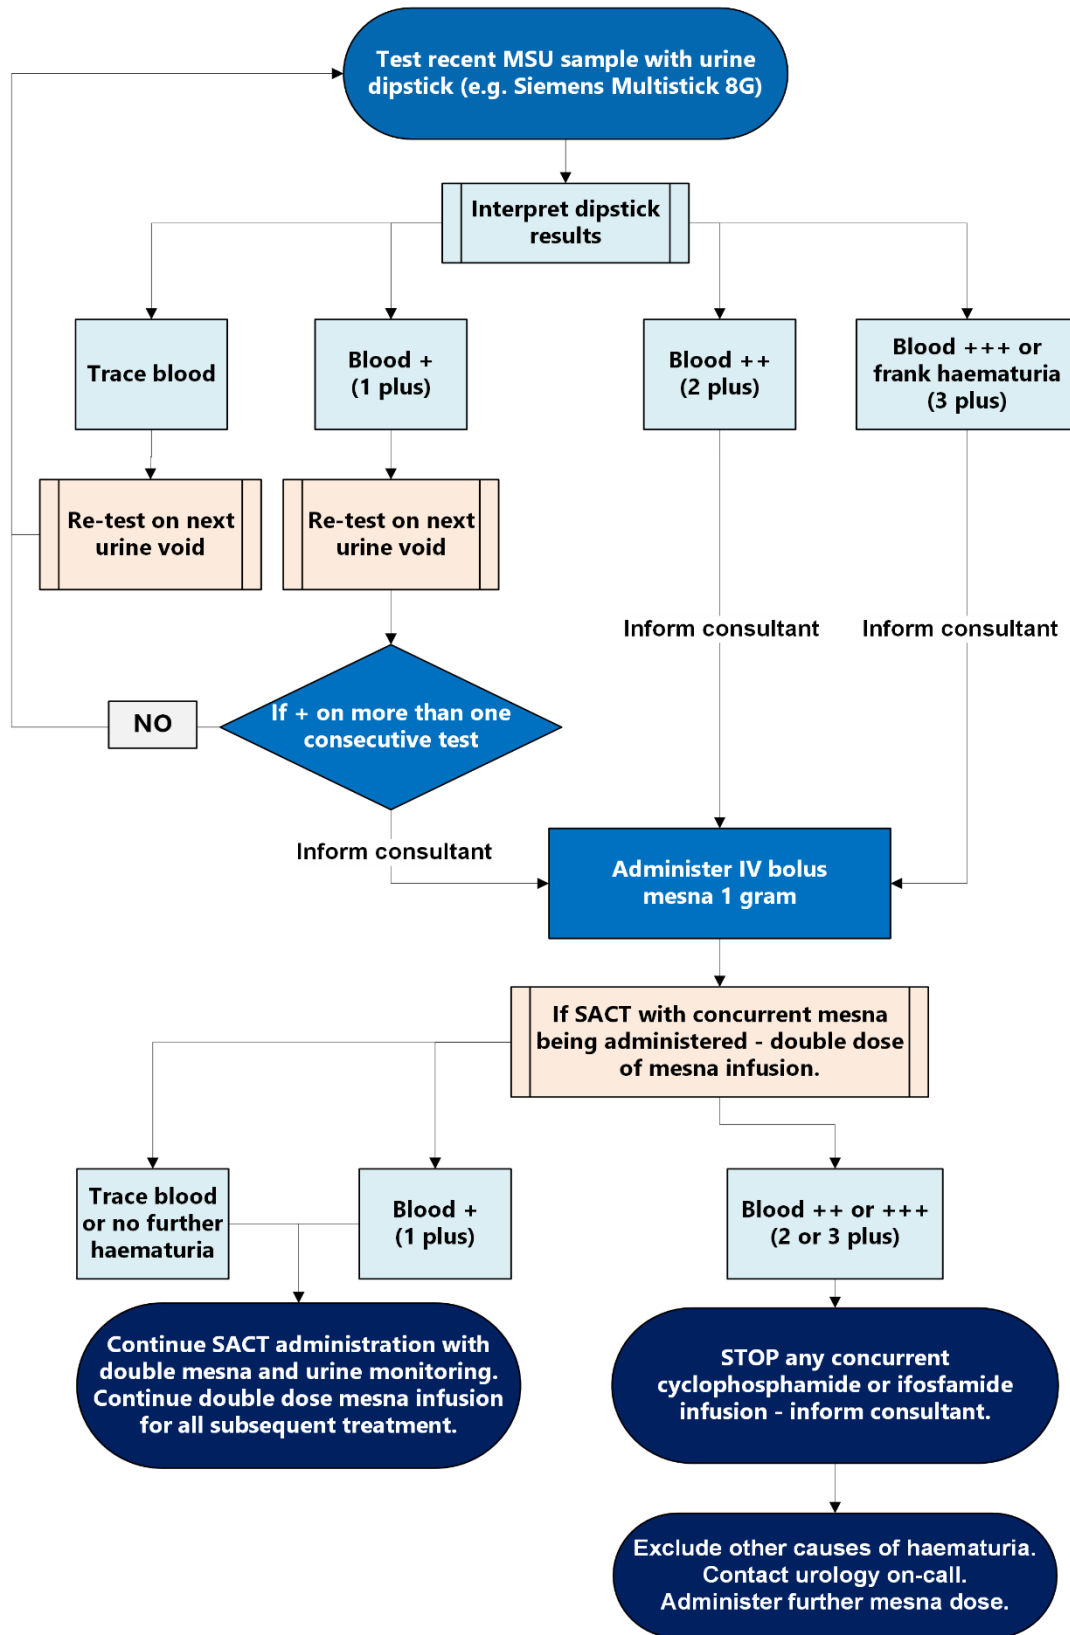 Test recent MSU sample with urine
dipstick (e.g. Siemens Multistick 8G)
Interpret dipstick
results
Trace blood
Blood +
(1 plus)
Blood ++
(2 plus)
Blood +++ or
frank haematuria
(3 plus)
Re-test on next
urine void
Re-test on next
urine void
Inform consultant
Inform consultant
If + on more than one
consecutive test
NO
Inform consultant
Administer IV bolus
mesna 1 gram
If SACT with concurrent mesna
being administered - double dose
of mesna infusion.
Trace blood
or no further
haematuria
Blood +
(1 plus)
Blood ++ or +++
(2 or 3 plus)
Continue SACT administration with
double mesna and urine monitoring.
Continue double dose mesna infusion
for all subsequent treatment.
STOP any concurrent
cyclophosphamide or ifosfamide
infusion - inform consultant.
Exclude other causes of haematuria.
Contact urology on-call.
Administer further mesna dose.